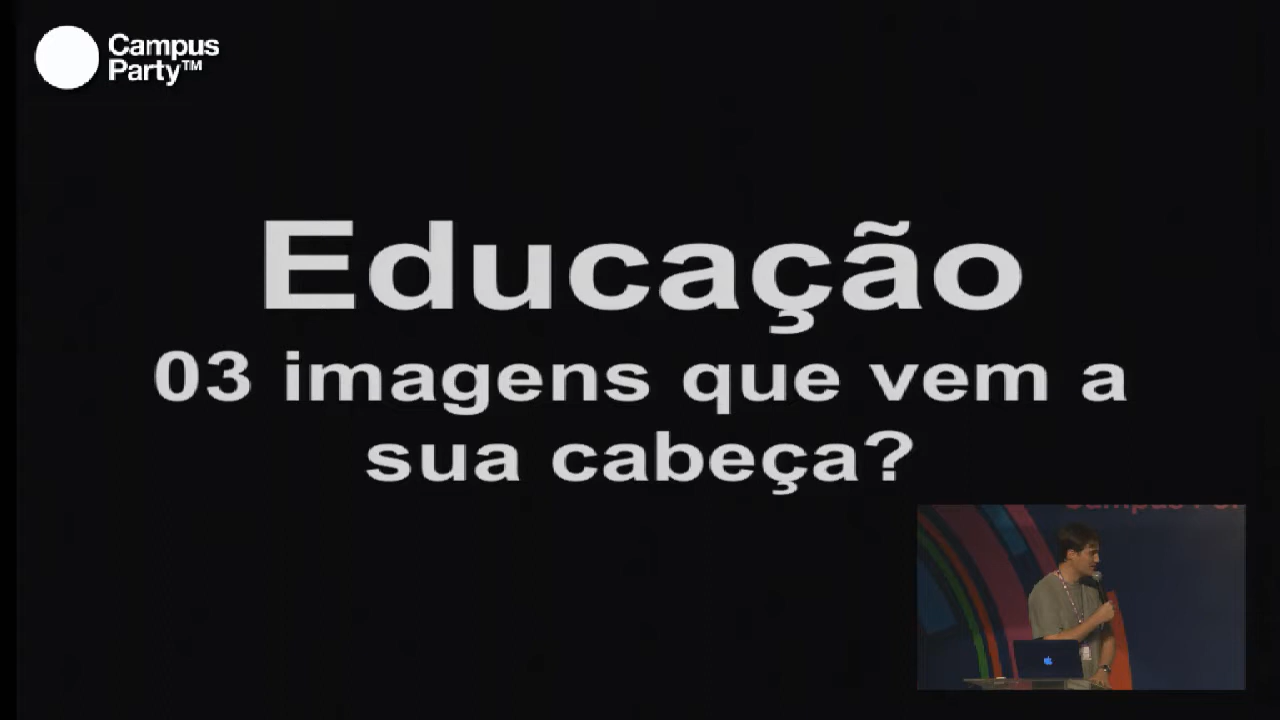 Campus
Party™
Educação
03 imagens que vem a
sua cabeça?